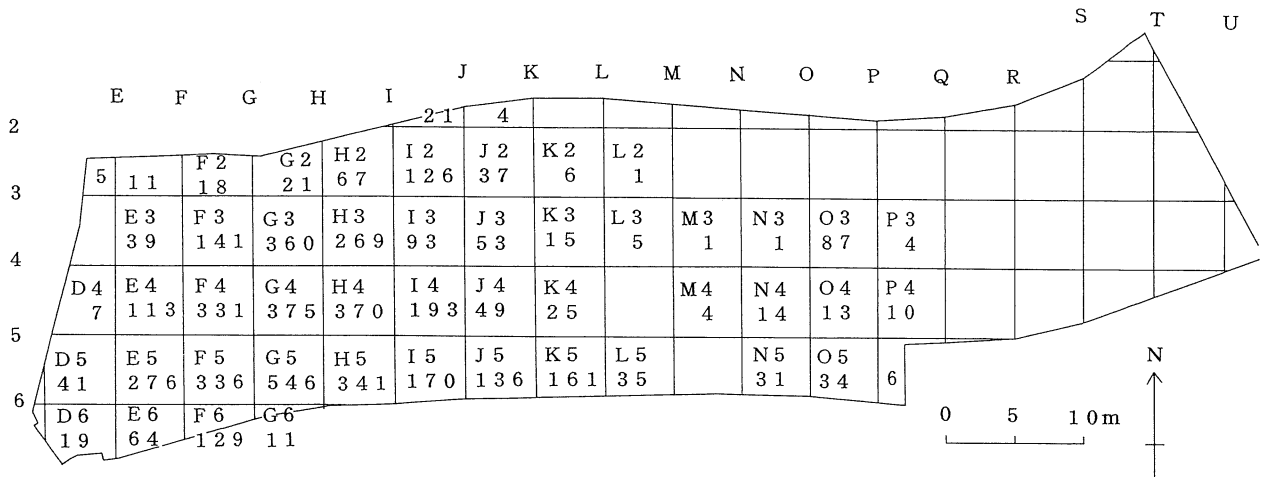 S T U
J K L M N O P Q R
E F G H I
21 4
2
F2 G2 H2 I2 J2 K2 L2
5 11 18 21 67 126 37 6 1
3
E3 F3 G3 H3 I3 J3 K3 L3 M3 N3 O3 P3
39 141 360 269 93 53 15 5 1 1 87 4
4
D4 E4 F4 G4 H4 I4 J4 K4 M4 N4 O4 P4
7 113 331 375 370 193 49 25 4 14 13 10
5
D5 E5 F5 G5 H5 I5 J5 K5 L5 N5 O5 N
41 276 336 546 341 170 136 161 35 31 34 6
6
D6 E6 F6 G6 0 5 10m
19 64 129 11